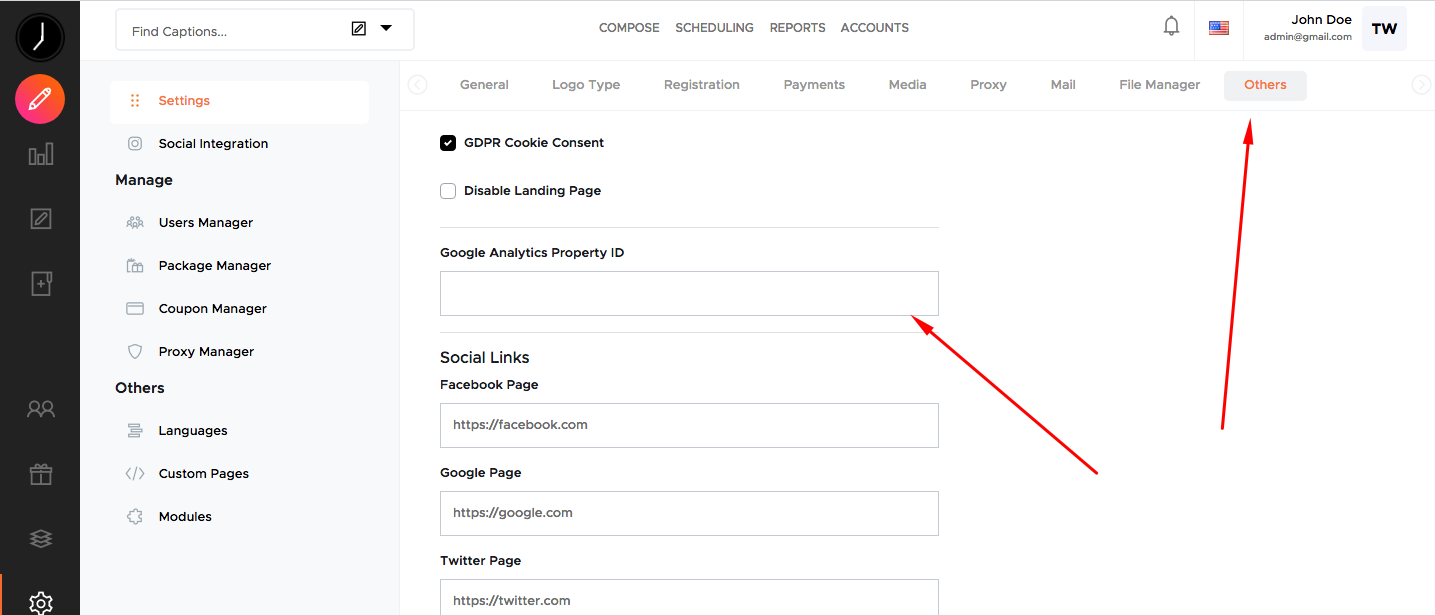 Find Captions...
COMPOSE SCHEDULING REPORTS ACCOUNTS
John Doe
admin@gmail.com
TW
Settings
Social Integration
Manage
Users Manager
Package Manager
Coupon Manager
Proxy Manager
Others
Languages
Custom Pages
Modules
General Logo Type Registration Payments Media Proxy Mail File Manager Others
GDPR Cookie Consent
Disable Landing Page
Google Analytics Property ID
Social Links
Facebook Page
https://facebook.com
Google Page
https://google.com
Twitter Page
https://twitter.com